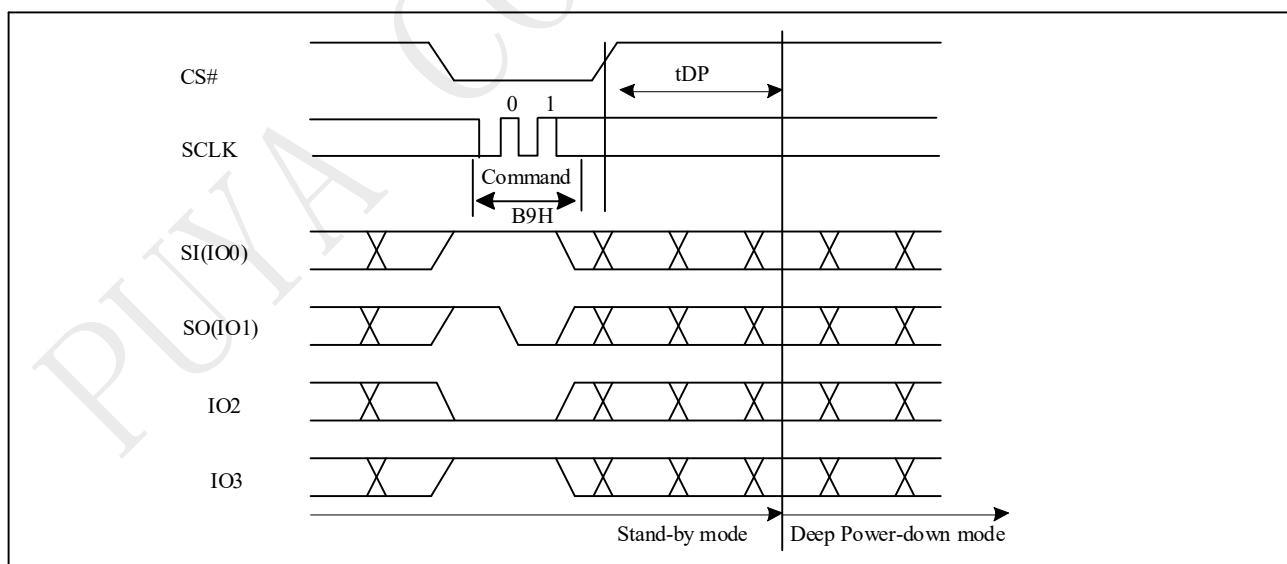 PUYA CO
CS#
tDP
0 1
SCLK
Command
B9H
SI(IO0)
SO(IO1)
IO2
IO3
Stand-by mode Deep Power-down mode